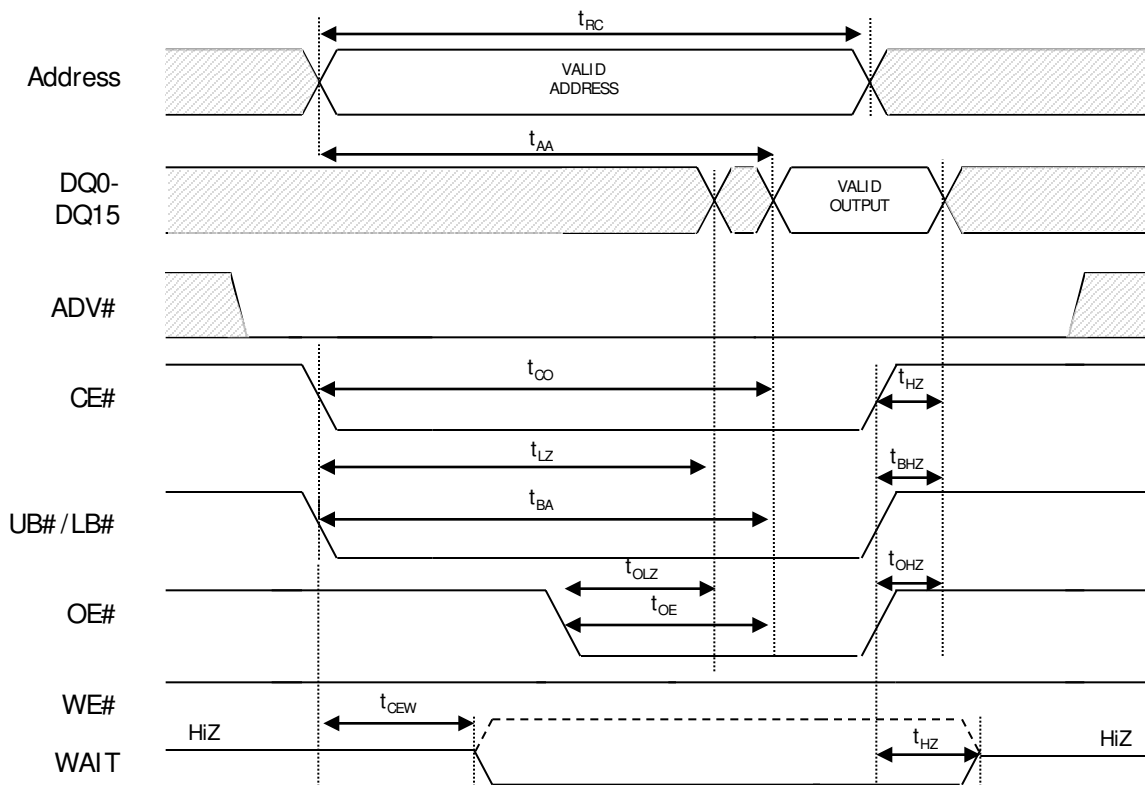 tRC
Address
VALID
ADDRESS
tAA
DQ0-
DQ15
VALID
OUTPUT
ADV#
tCO
tHZ
CE#
tLZ
tBHZ
tBA
UB# / LB#
tOLZ
tOHZ
tOE
OE#
WE#
tCEW
HiZ
tHZ
HiZ
WAIT